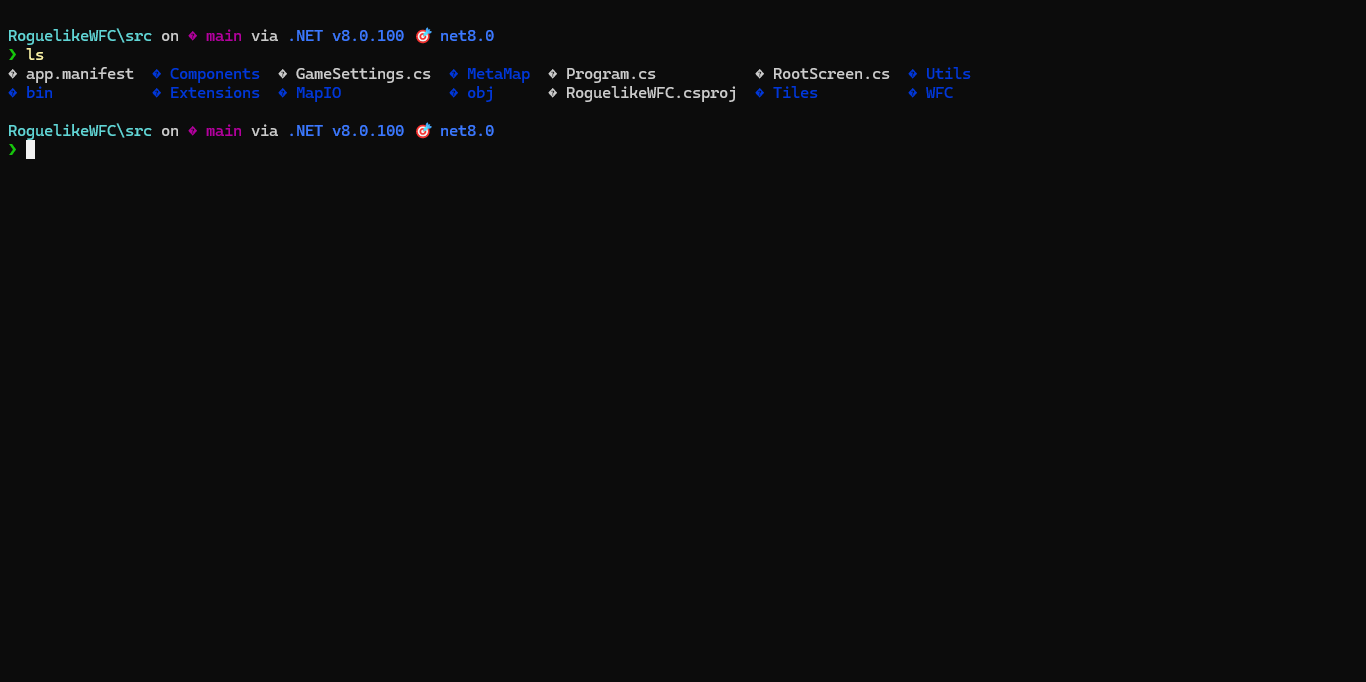 RoguelikeWFC\src on � main via .NET v8.0.100 🎯 net8.0
❯ ls
� app.manifest � Components � GameSettings.cs � MetaMap � Program.cs � RootScreen.cs � Utils
� bin � Extensions � MapIO � obj � RoguelikeWFC.csproj � Tiles � WFC
RoguelikeWFC\src on � main via .NET v8.0.100 🎯 net8.0
❯